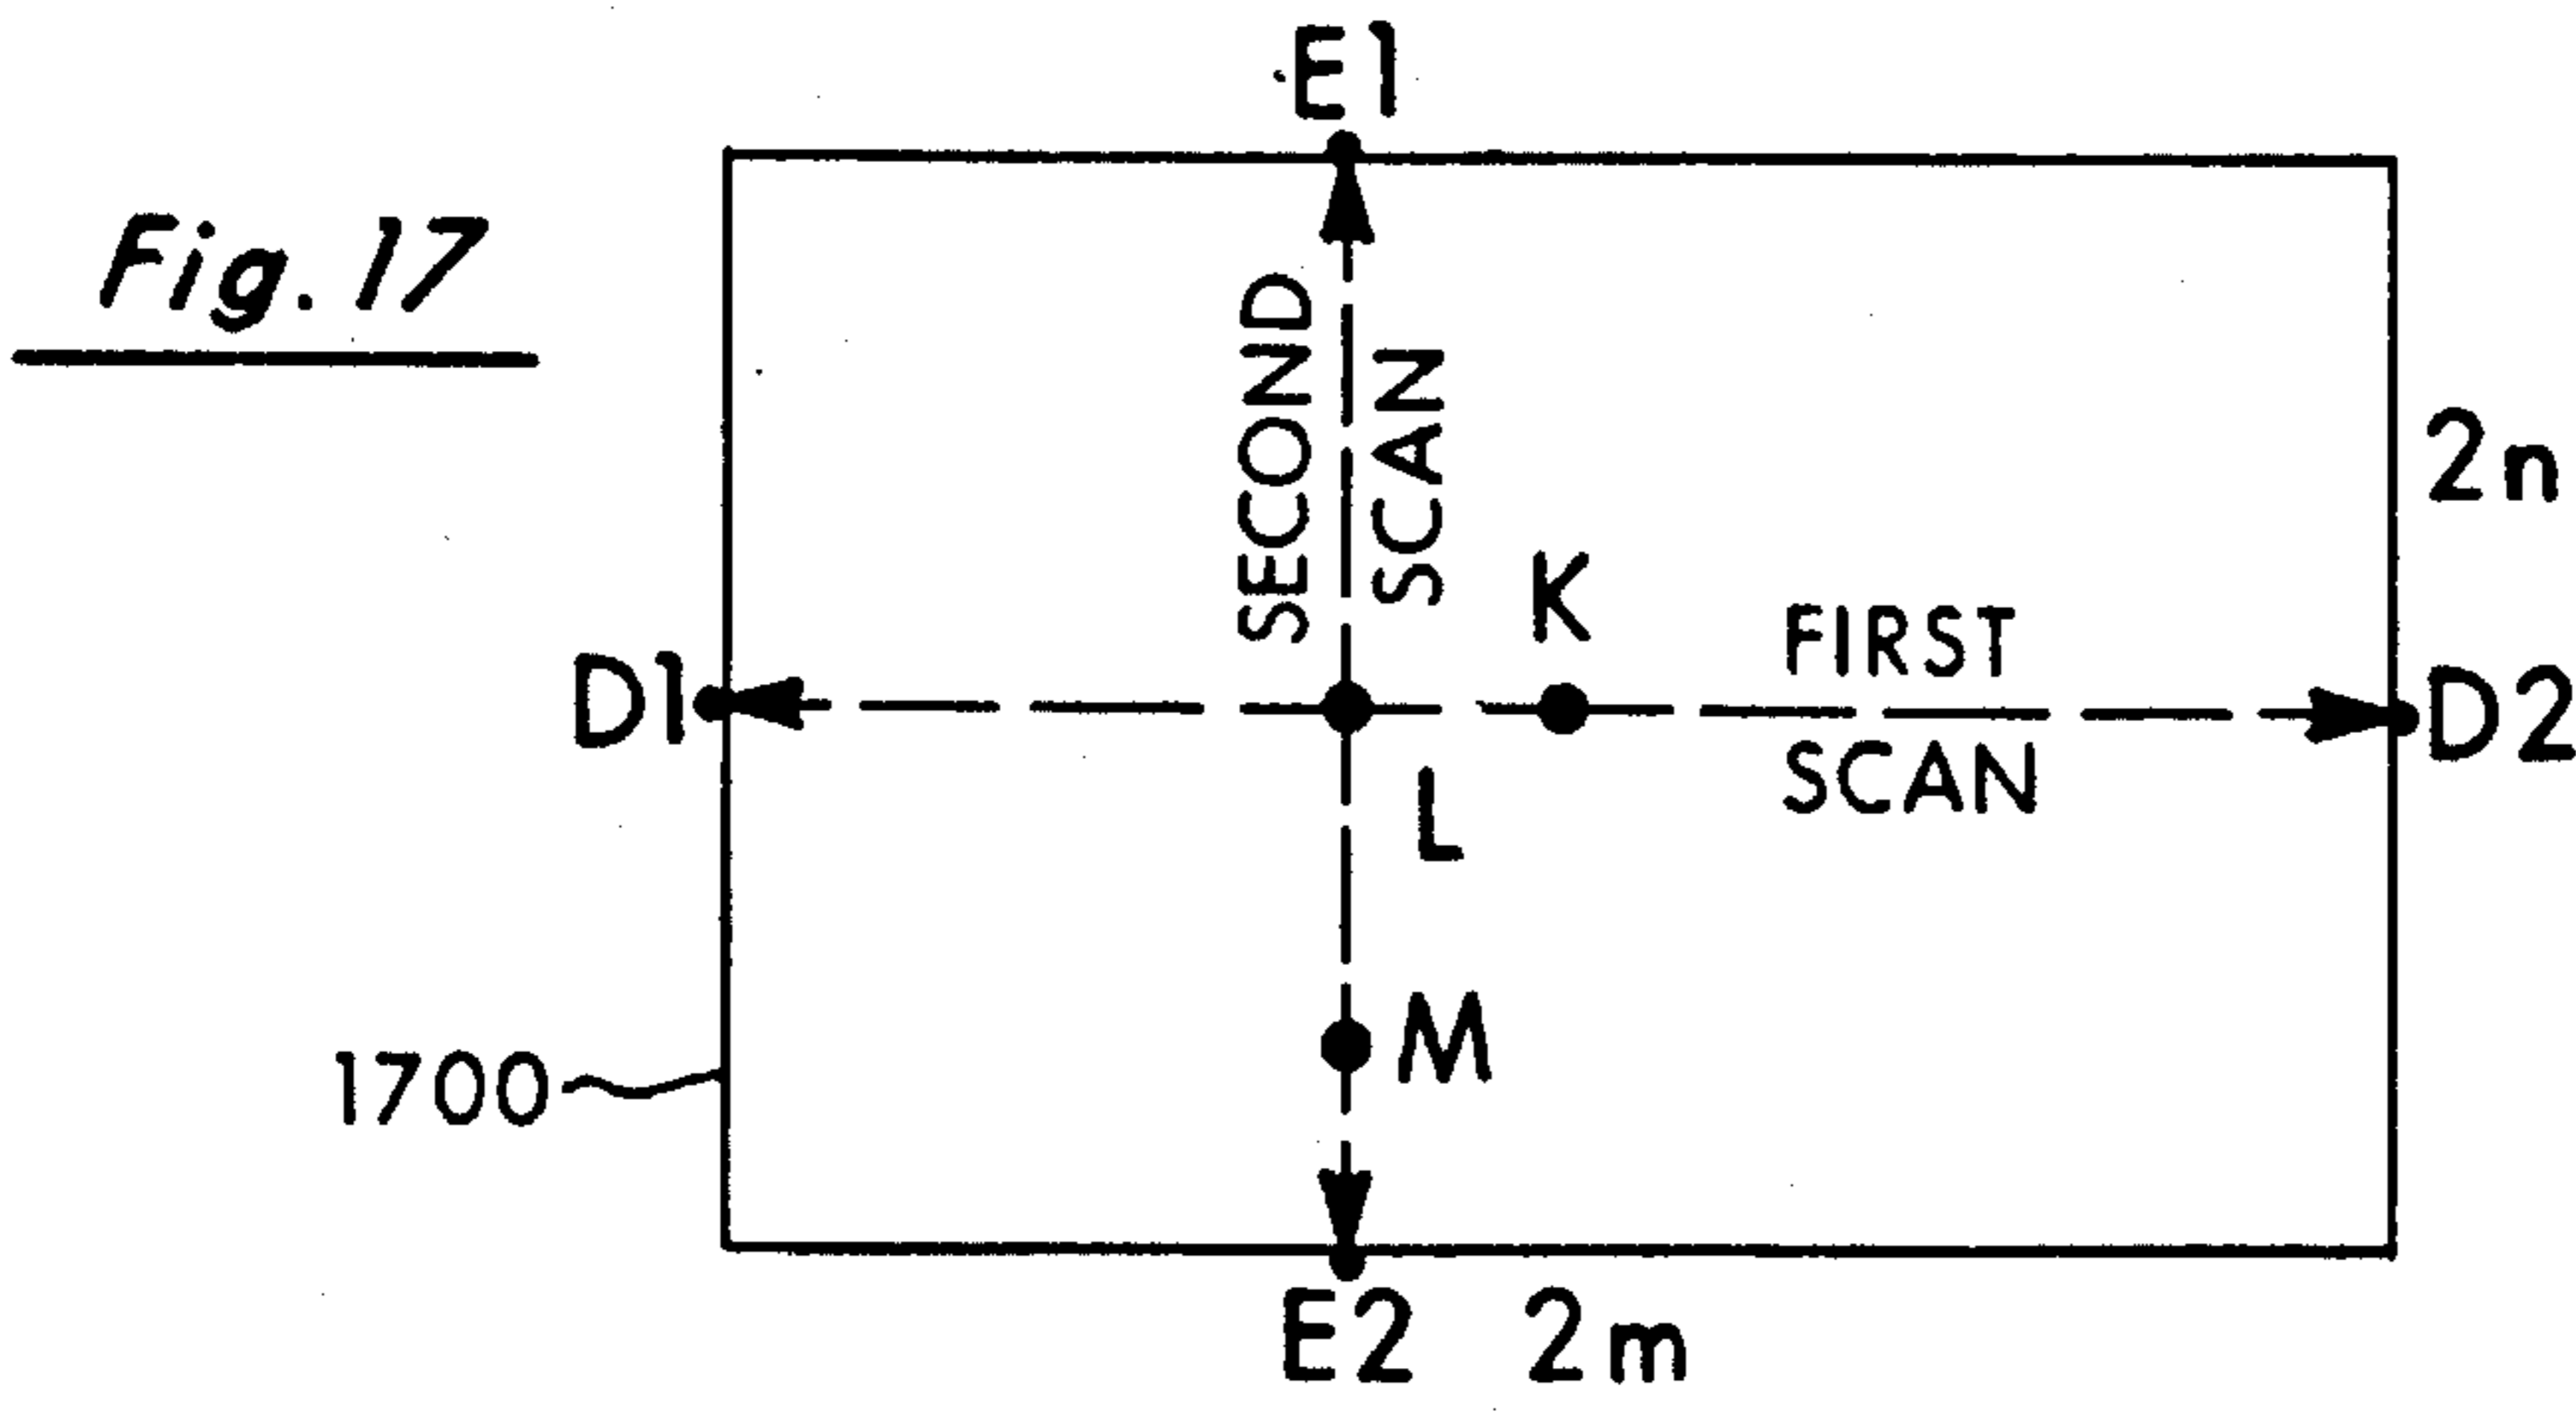 Fig. 17
E1
SECOND
SCAN
2n
K
FIRST
SCAN
D1
D2
L
M
1700
E2
2m